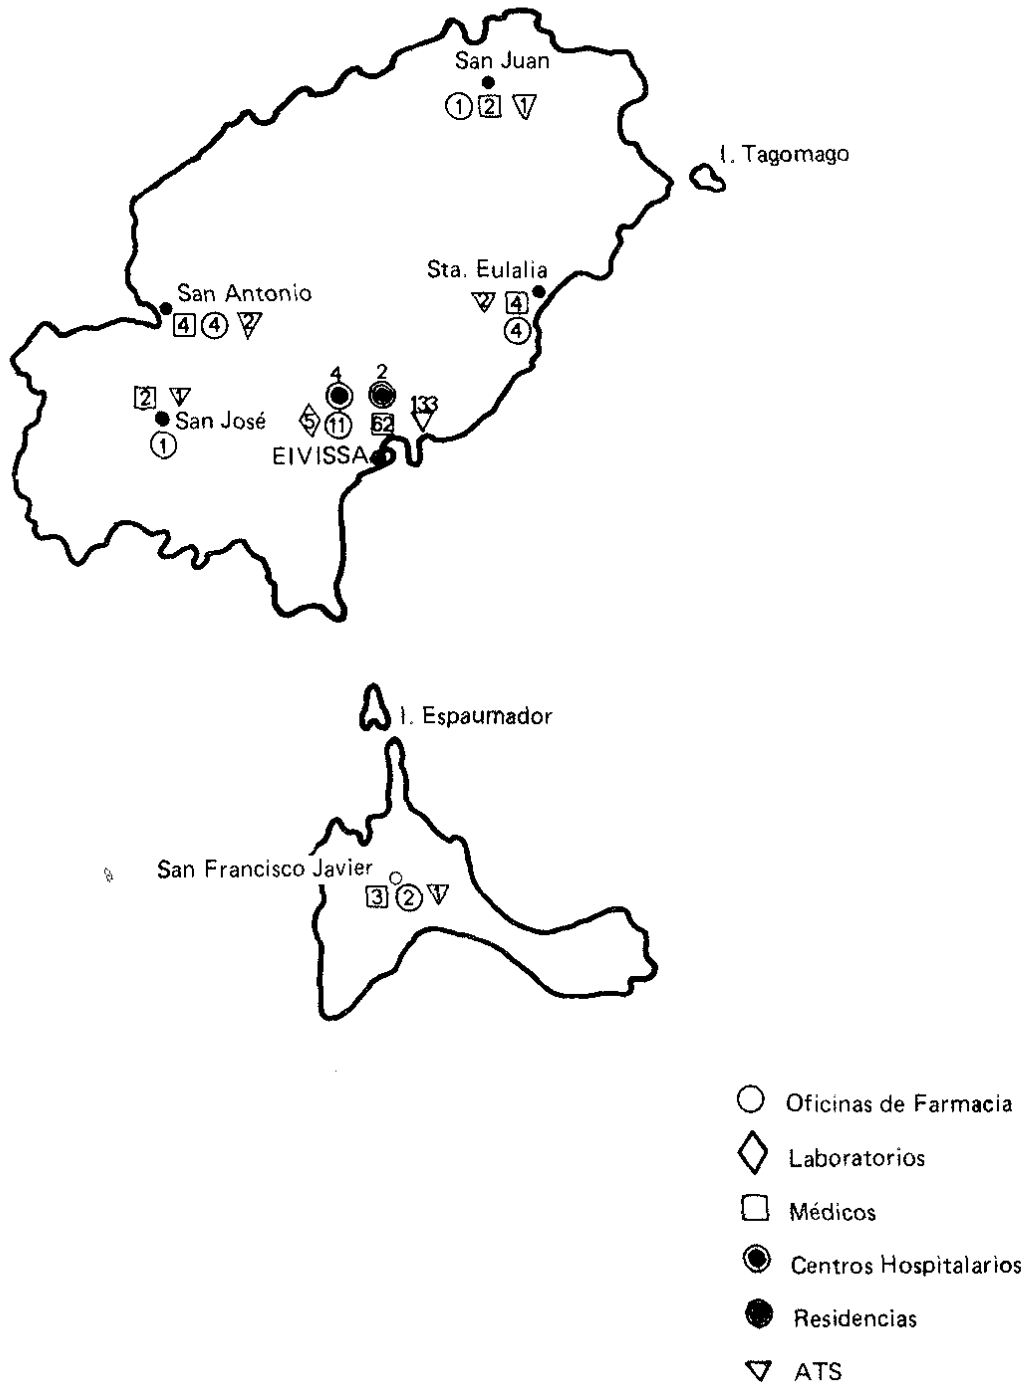 San Juan
1 2 1
I. Tagomago
Sta. Eulalia
2 4
4
San Antonio
4 4 2
2 1
San José
1
4 2
133
5 11 62
EIVISSA
I. Espaumador
San Francisco Javier
3 2 1
Oficinas de Farmacia
Laboratorios
Médicos
Centros Hospitalarios
Residencias
ATS